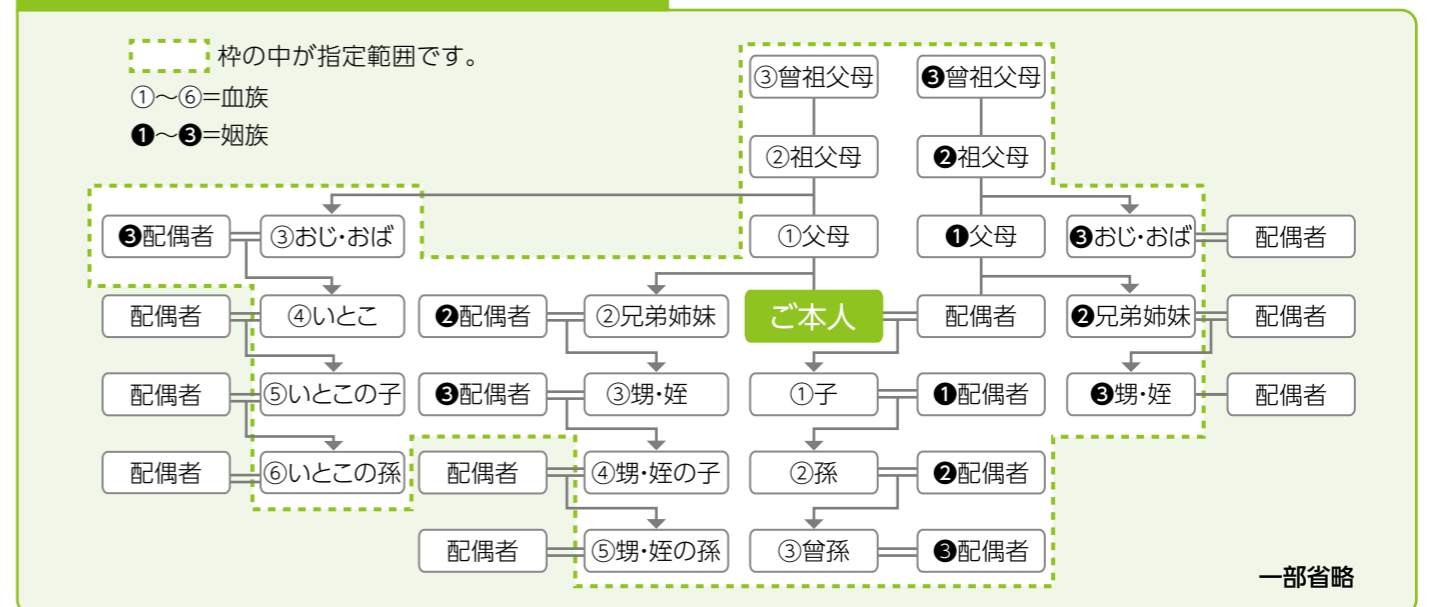 枠の中が指定範囲です。
①~⑥=血族
❶~❸=姻族
③曾祖父母 ❸曾祖父母
②祖父母 ❷祖父母
❸配偶者 ③おじ・おば ①父母 ❶父母 ❸おじ・おば 配偶者
配偶者 ④いとこ ❷配偶者 ②兄弟姉妹 ご本人 配偶者 ❷兄弟姉妹 配偶者
配偶者 ⑤いとこの子 ❸配偶者 ③甥・姪 ①子 ❶配偶者 ❸甥・姪 配偶者
配偶者 ⑥いとこの孫 配偶者 ④甥・姪の子 ②孫 ❷配偶者
配偶者 ⑤甥・姪の孫 ③曾孫 ❸配偶者
一部省略